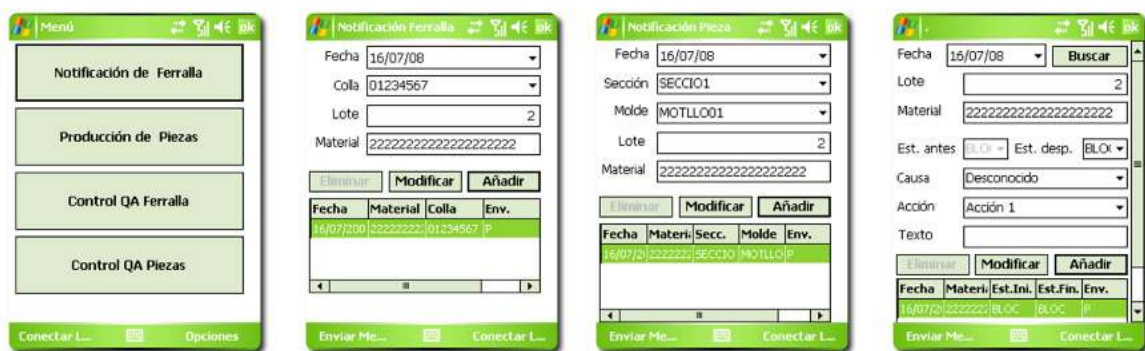 Menú ok
Notificación de Ferralla
Producción de Piezas
Control QA Ferralla
Control QA Piezas
Conectar L... Opciones
Notificación Ferralla ok
Fecha 16/07/08
Colla 01234567
Lote 2
Material 22222222222222222222
Eliminar Modificar Añadir
Fecha Material Colla Env.
16/07/200 22222222 01234567 P
Enviar Me... Conectar L...
Notificación Pieza ok
Fecha 16/07/08
Sección SECCIO1
Molde MOTLLO01
Lote 2
Material 22222222222222222222
Eliminar Modificar Añadir
Fecha Materi Secc. Molde Env.
16/07/2 222222 SECCIO MOTLLO P
Enviar Me... Conectar L...
. ok
Fecha 16/07/08 Buscar
Lote 2
Material 22222222222222222222
Est. antes BLO Est. desp. BLO
Causa Desconocido
Acción Acción 1
Texto
Eliminar Modificar Añadir
Fecha Materi Est.Ini. Est.Fin. Env.
16/07/2 222222 BLOC BLOC P
Enviar Me... Conectar L...